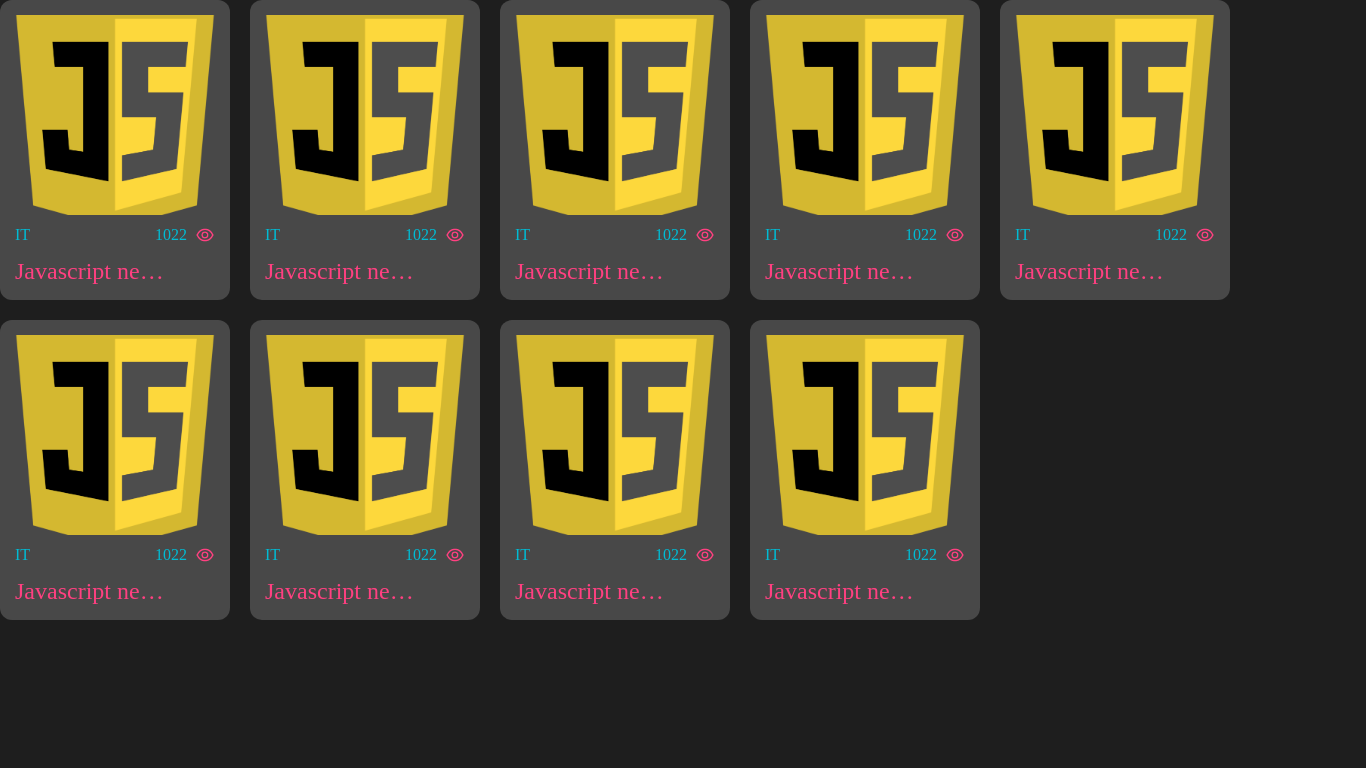 JS JS JS JS JS
IT 1022 IT 1022 IT 1022 IT 1022 IT 1022
Javascript ne… Javascript ne… Javascript ne… Javascript ne… Javascript ne…
JS JS JS JS
IT 1022 IT 1022 IT 1022 IT 1022
Javascript ne… Javascript ne… Javascript ne… Javascript ne…